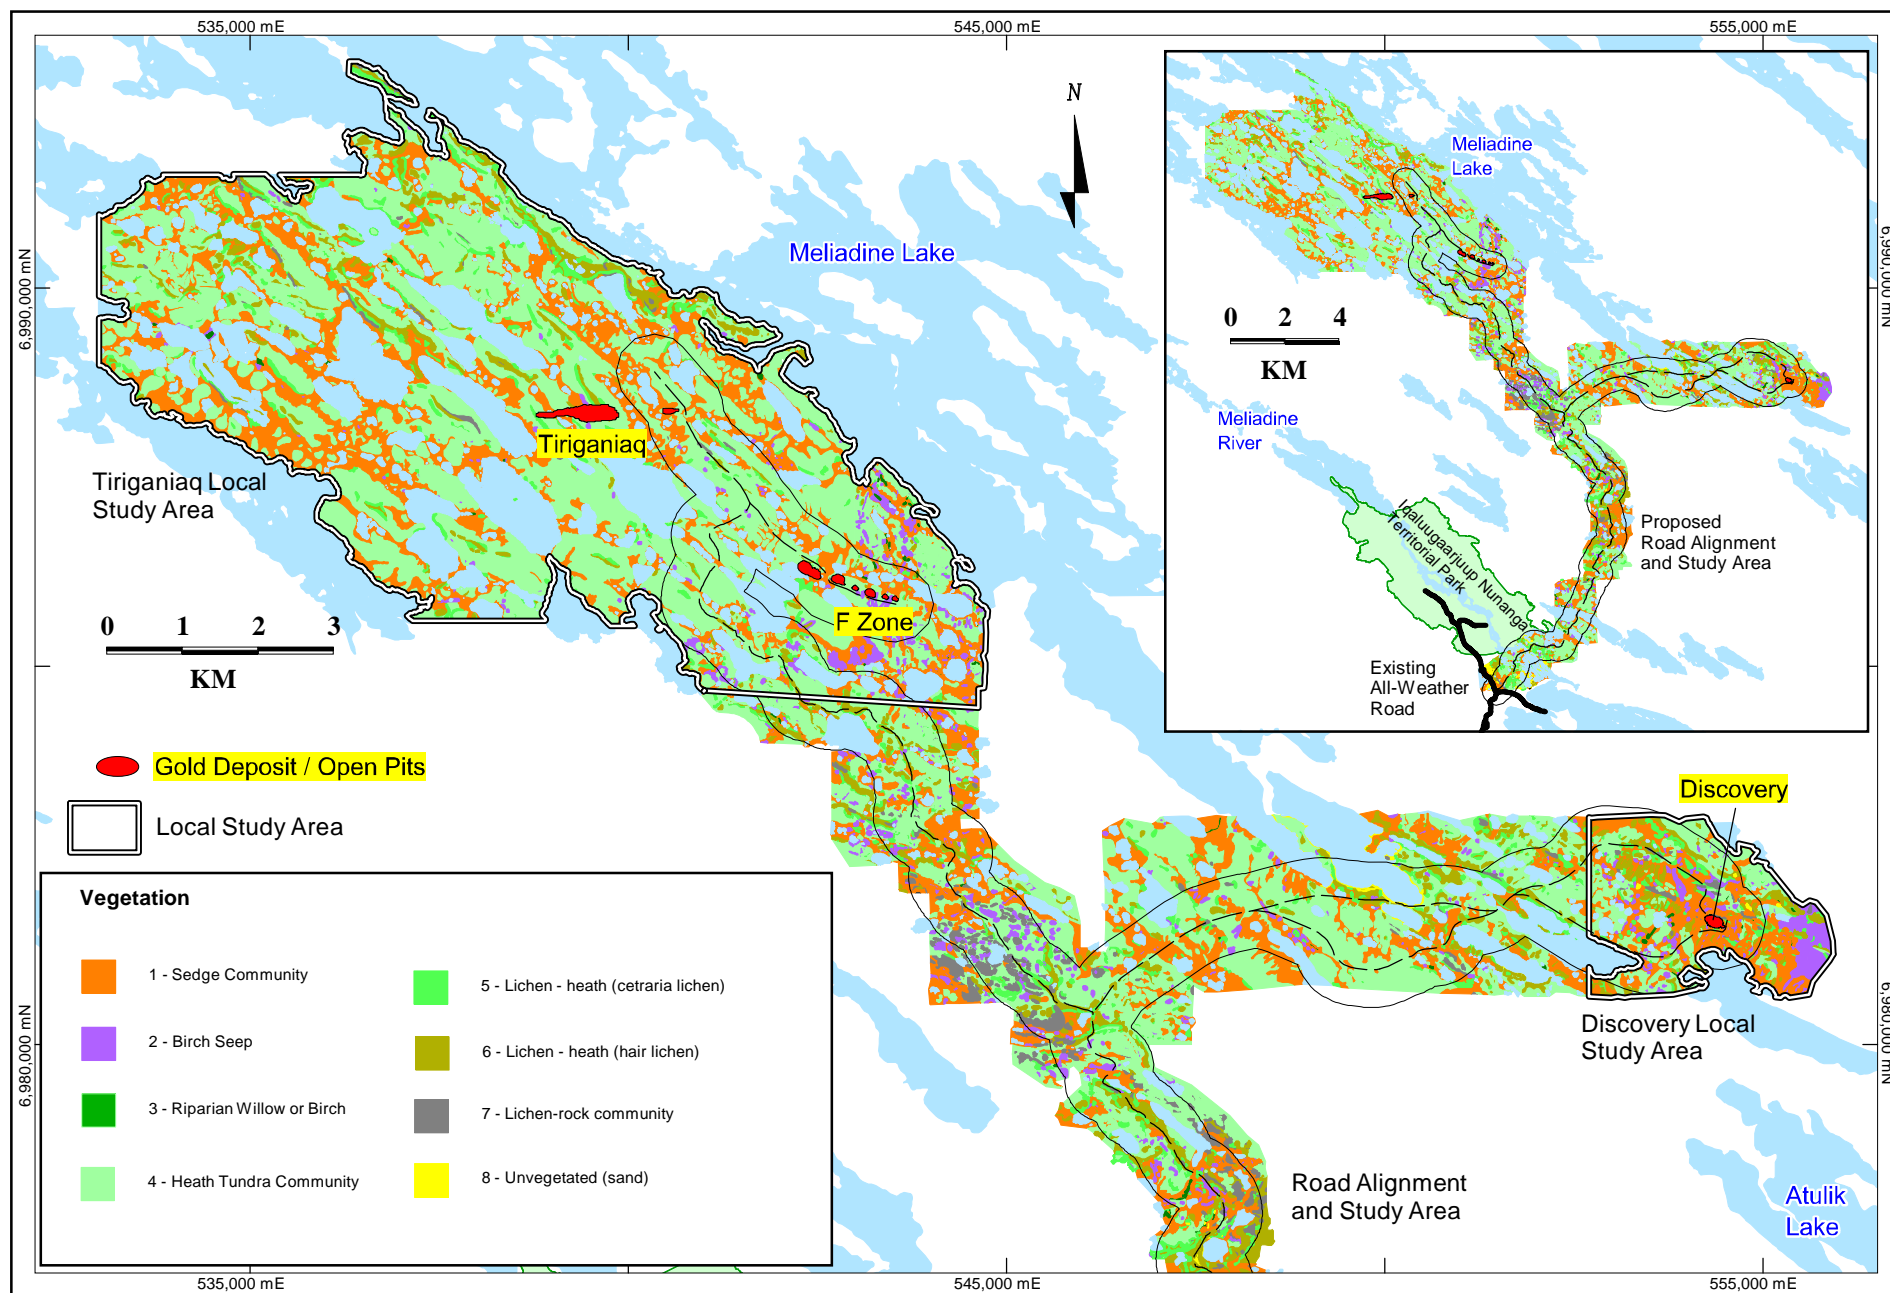 535,000 mE
545,000 mE
555,000 mE
N
6,990,000 mN
6,990,000 mN
Meliadine Lake
Tiriganiaq
Tiriganiaq Local
Study Area
F Zone
0 1 2 3
KM
Gold Deposit / Open Pits
Local Study Area
Meliadine
Lake
0 2 4
KM
Meliadine
River
Iqalugaarjuup Nunanga
Territorial Park
Proposed
Road Alignment
and Study Area
Existing
All-Weather
Road
Discovery
Discovery Local
Study Area
Vegetation
1 - Sedge Community
2 - Birch Seep
3 - Riparian Willow or Birch
4 - Heath Tundra Community
5 - Lichen - heath (cetraria lichen)
6 - Lichen - heath (hair lichen)
7 - Lichen-rock community
8 - Unvegetated (sand)
6,980,000 mN
6,980,000 mN
Road Alignment
and Study Area
Atulik
Lake
535,000 mE
545,000 mE
555,000 mE